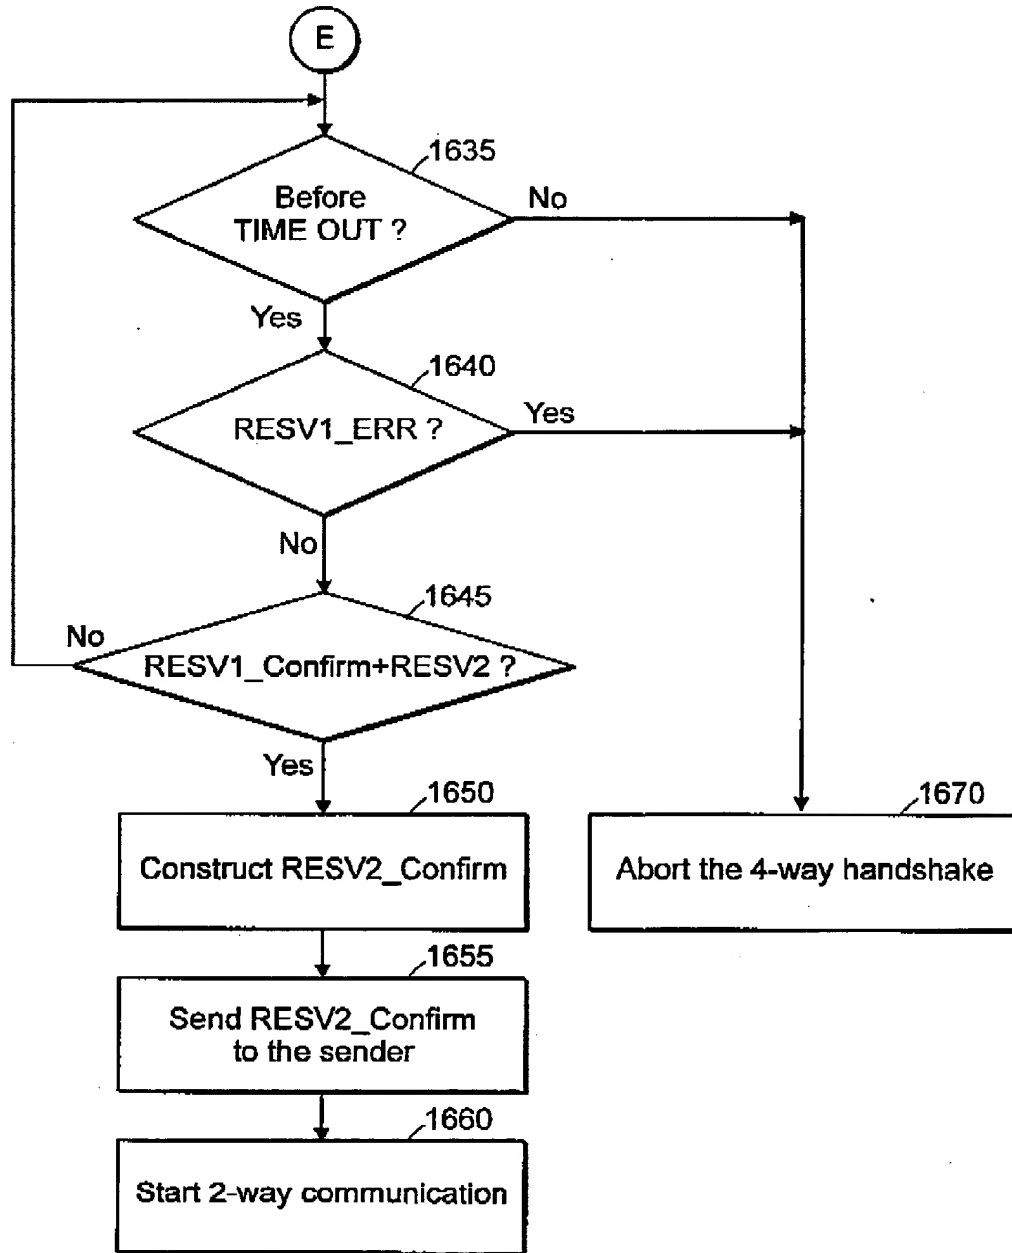 E
1635
Before
TIME OUT ?
No
Yes
1640
RESV1_ERR ?
Yes
No
1645
No
RESV1_Confirm+RESV2 ?
Yes
1650
Construct RESV2_Confirm
1670
Abort the 4-way handshake
1655
Send RESV2_Confirm
to the sender
1660
Start 2-way communication